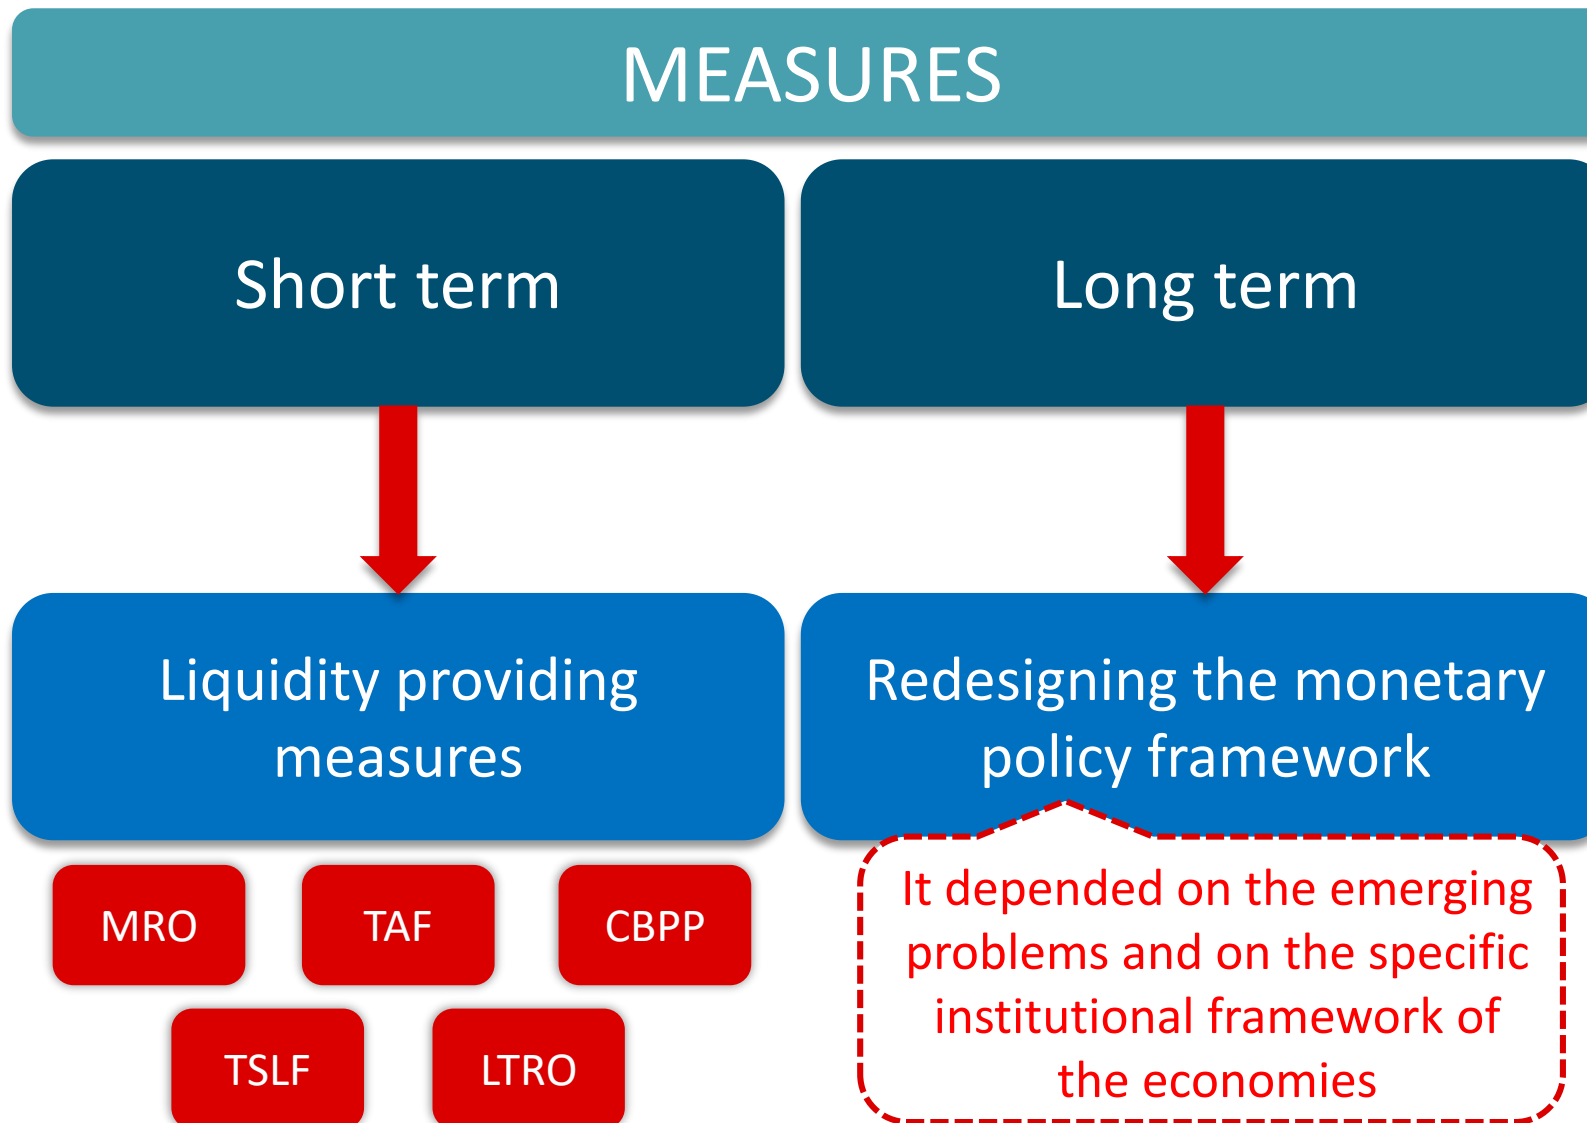 MEASURES
Short term
Long term
Liquidity providing
measures
Redesigning the monetary
policy framework
MRO
TAF
CBPP
TSLF
LTRO
It depended on the emerging
problems and on the specific
institutional framework of
the economies